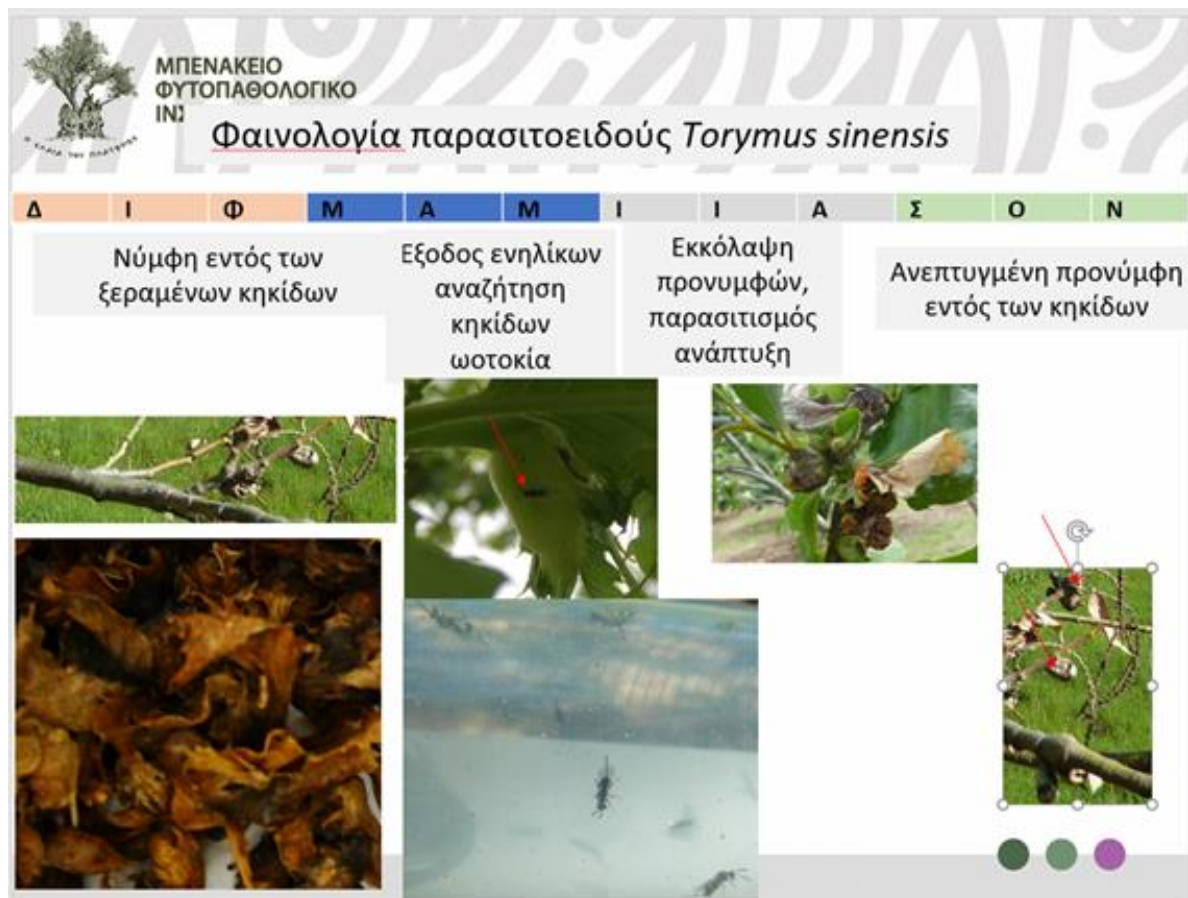 ΜΠΕΝΑΚΕΙΟ
ΦΥΤΟΠΑΘΟΛΟΓΙΚΟ
Φαινολογία παρασιτοειδούς Torymus sinensis
Δ Ι Φ Μ Α Μ Ι Ι Α Σ Ο Ν
Νύμφη εντός των
ξεραμένων κηκίδων
Εξοδος ενηλίκων
αναζήτηση
κηκίδων
ωοτοκία
Εκκόλαψη
προνυμφών,
παρασιτισμός
ανάπτυξη
Ανεπτυγμένη προνύμφη
εντός των κηκίδων